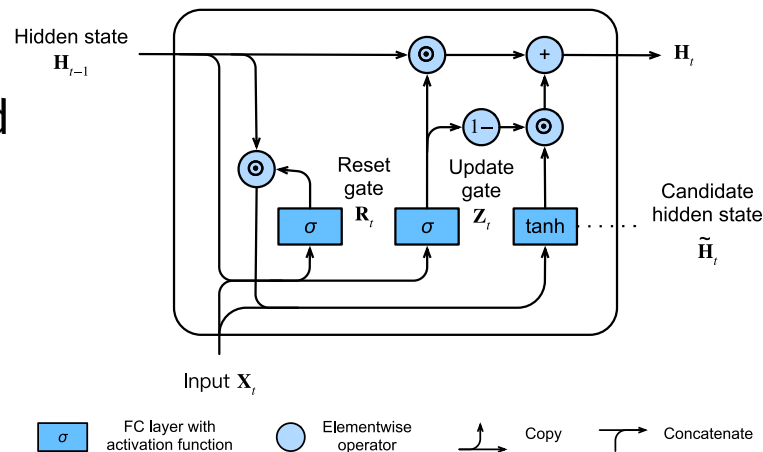 Hidden state
H_{t−1}
d
⊙
+
H_t
1−
⊙
⊙
Reset
gate
R_t
Update
gate
Z_t
σ
σ
tanh
Candidate
hidden state
H̃_t
Input X_t
σ
FC layer with
activation function
Elementwise
operator
Copy
Concatenate